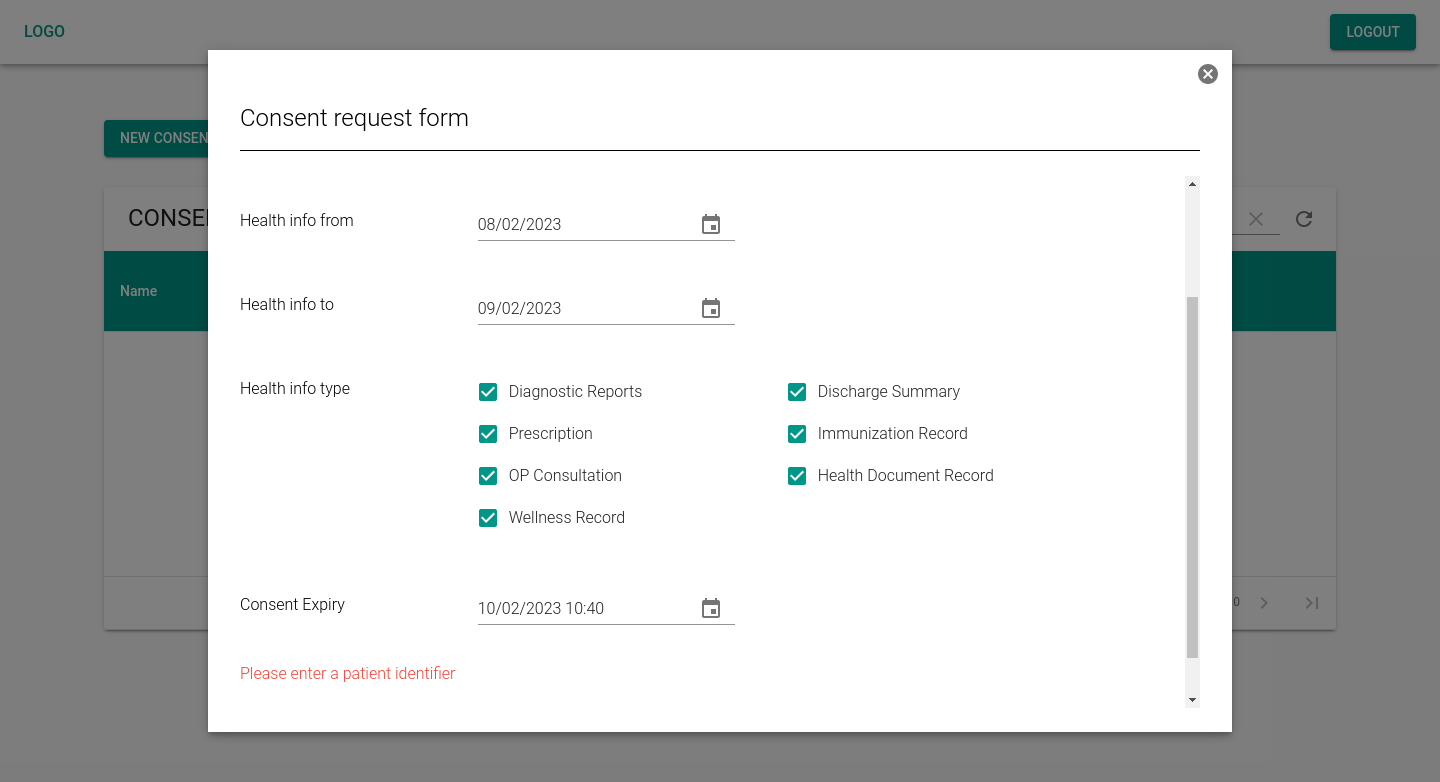 LOGO
LOGOUT
Consent request form
NEW CONSEN
CONSEN
Name
Health info from
08/02/2023
Health info to
09/02/2023
Health info type
Diagnostic Reports
Discharge Summary
Prescription
Immunization Record
OP Consultation
Health Document Record
Wellness Record
Consent Expiry
10/02/2023 10:40
0
Please enter a patient identifier